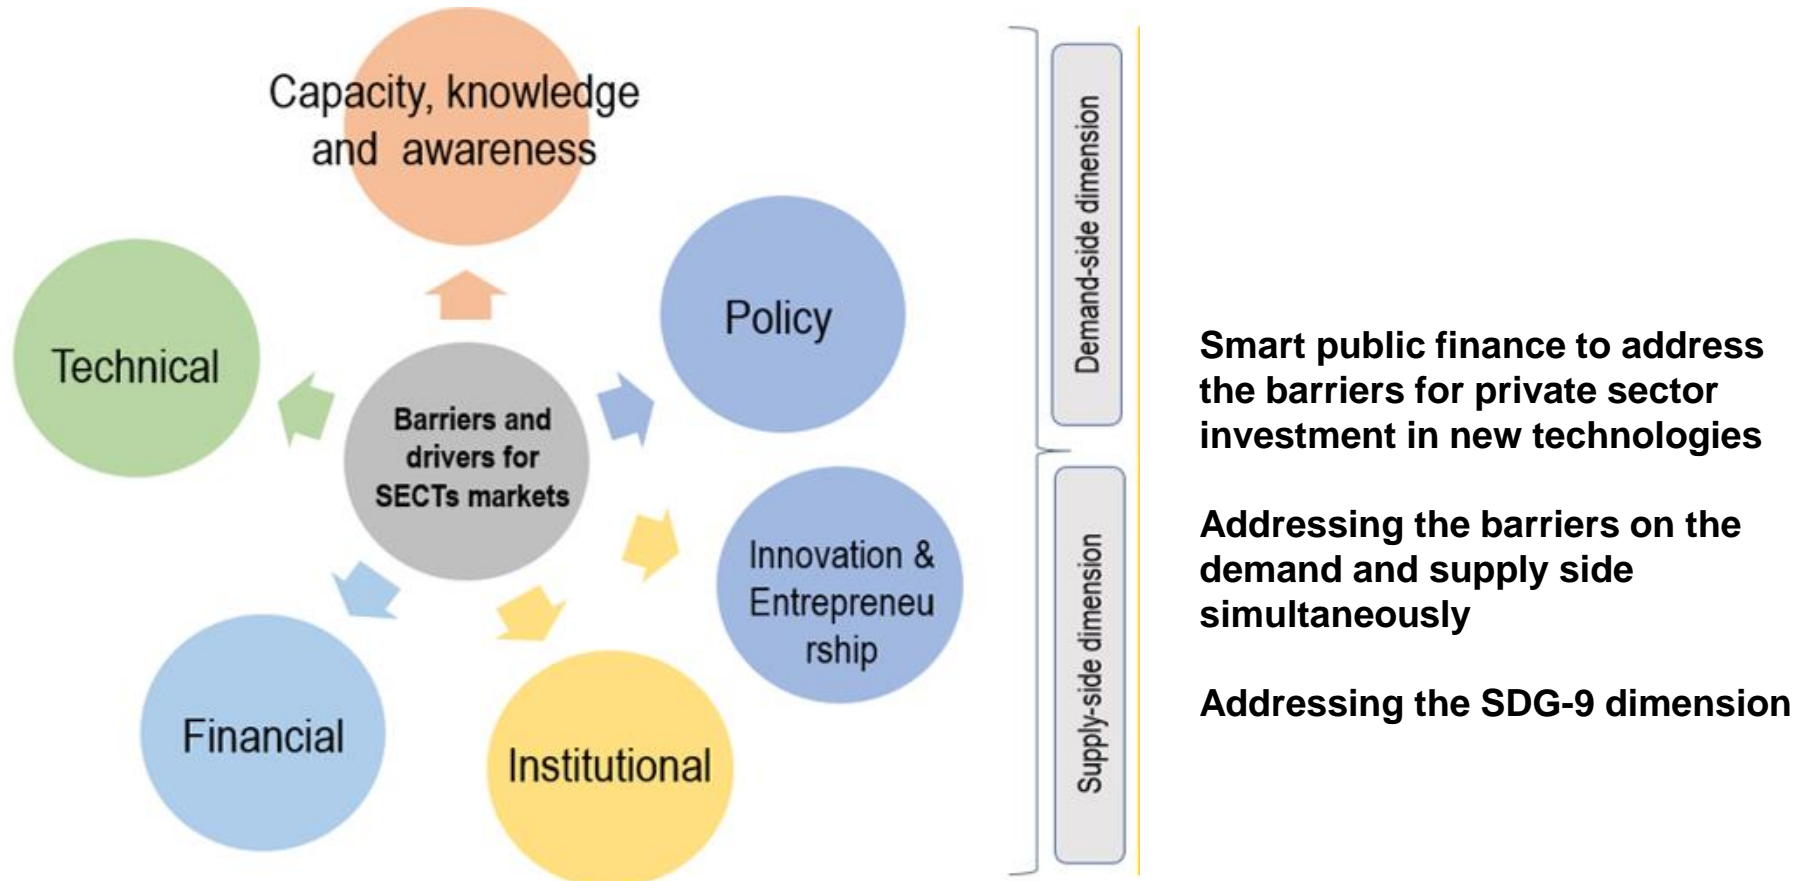 Capacity, knowledge
and awareness
Policy
Technical
Barriers and
drivers for
SECTs markets
Innovation &
Entrepreneu
rship
Financial
Institutional
Demand-side dimension
Supply-side dimension
Smart public finance to address
the barriers for private sector
investment in new technologies
Addressing the barriers on the
demand and supply side
simultaneously
Addressing the SDG-9 dimension